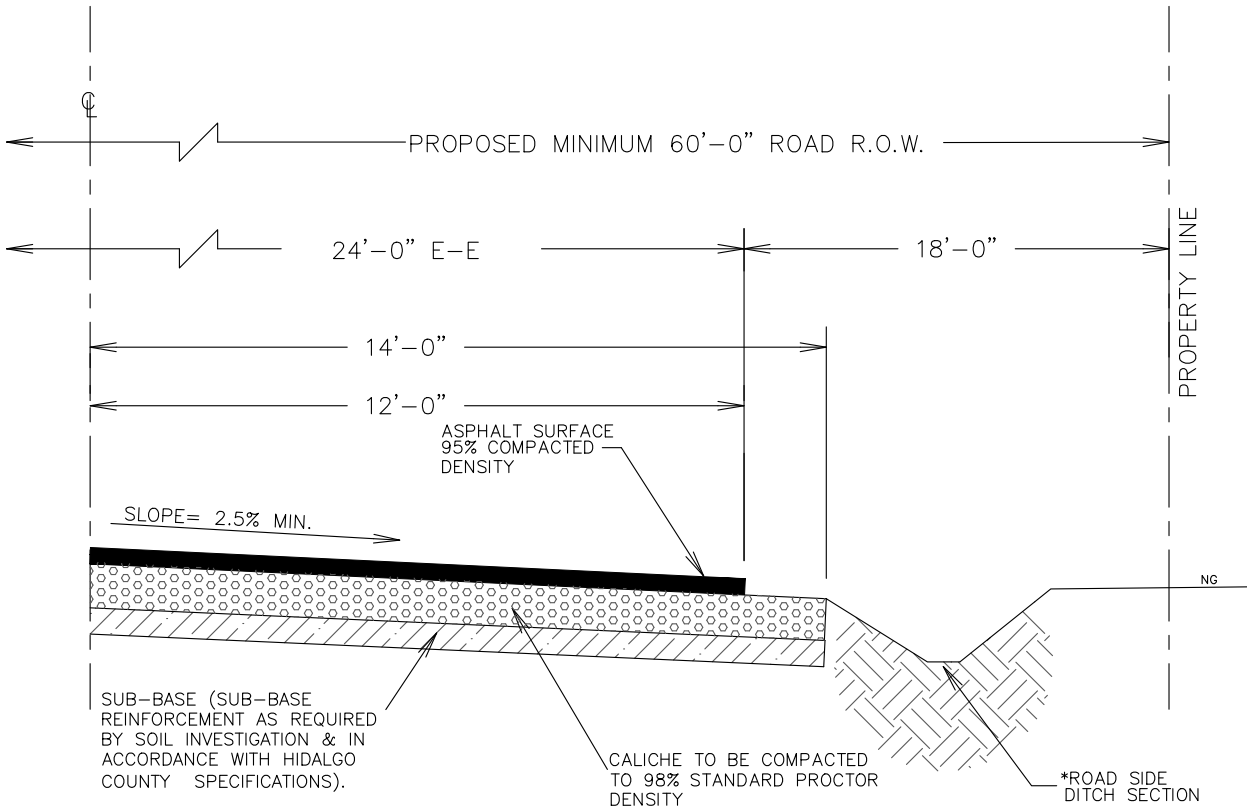 ℄
PROPOSED MINIMUM 60'-0" ROAD R.O.W.
24'-0" E-E
18'-0"
PROPERTY LINE
14'-0"
12'-0"
ASPHALT SURFACE
95% COMPACTED
DENSITY
SLOPE= 2.5% MIN.
NG
SUB-BASE (SUB-BASE
REINFORCEMENT AS REQUIRED
BY SOIL INVESTIGATION & IN
ACCORDANCE WITH HIDALGO
COUNTY SPECIFICATIONS).
CALICHE TO BE COMPACTED
TO 98% STANDARD PROCTOR
DENSITY
*ROAD SIDE
DITCH SECTION